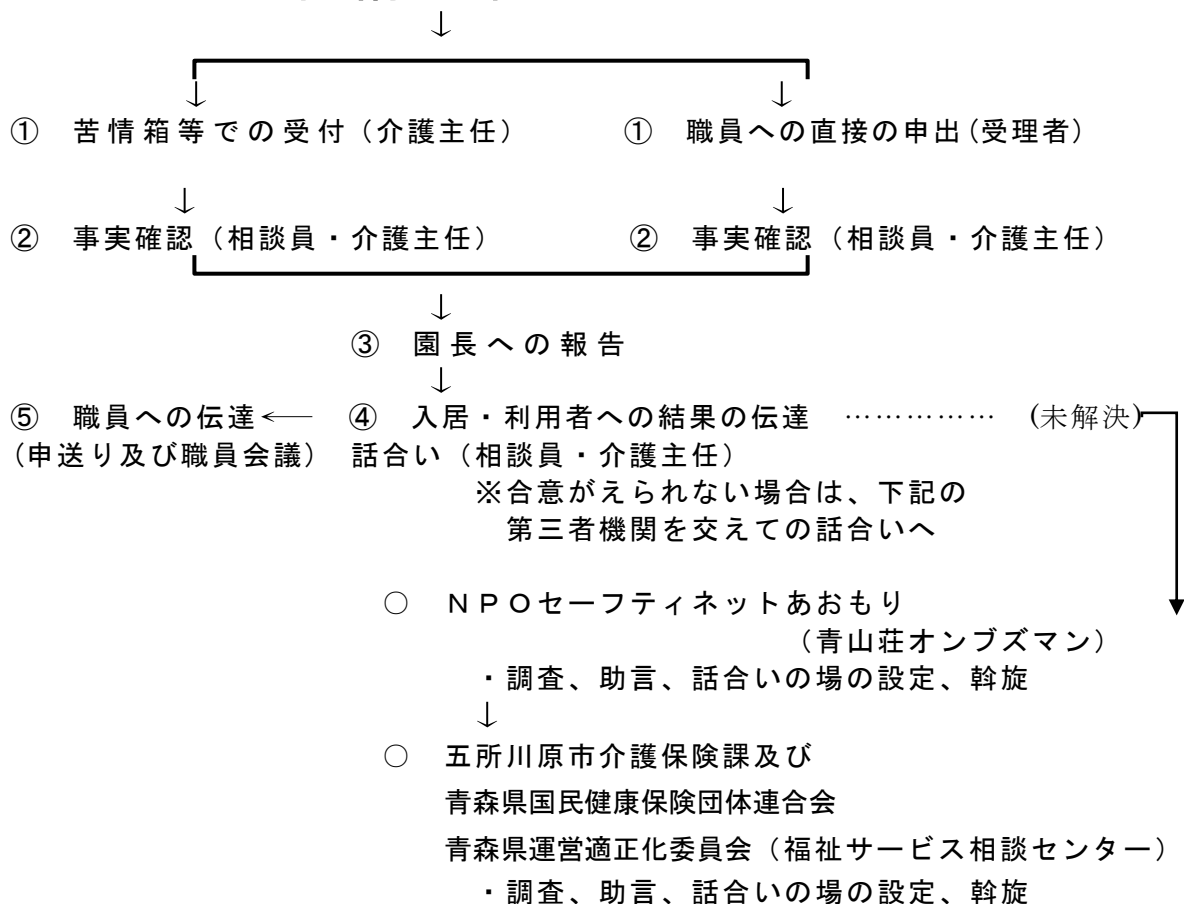 ↓
↓ ↓
① 苦情箱等での受付（介護主任） ① 職員への直接の申出（受理者）
↓ ↓
② 事実確認（相談員・介護主任） ② 事実確認（相談員・介護主任）
↓
③ 園長への報告
↓
⑤ 職員への伝達← ④ 入居・利用者への結果の伝達 …………… (未解決)
（申送り及び職員会議） 話合い（相談員・介護主任）
※合意がえられない場合は、下記の
第三者機関を交えての話合いへ
○ ＮＰＯセーフティネットあおもり
（青山荘オンブズマン）
・調査、助言、話合いの場の設定、斡旋
↓
○ 五所川原市介護保険課及び
青森県国民健康保険団体連合会
青森県運営適正化委員会（福祉サービス相談センター）
・調査、助言、話合いの場の設定、斡旋